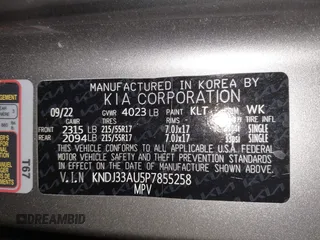 MANUFACTURED IN KOREA BY
KIA CORPORATION
09/22 GVWR 4023 LB PAINT KLT WK
GAWR TIRE RIM
FRONT 2315 LB 215/55R17 7.0JX17 SINGLE
REAR 2094 LB 215/55R17 7.0JX17 SINGLE
THIS VEHICLE CONFORMS TO ALL APPLICABLE
U.S. FEDERAL MOTOR VEHICLE SAFETY, BUMPER,
AND THEFT PREVENTION STANDARDS IN EFFECT
ON THE DATE OF MANUFACTURE SHOWN ABOVE.
V.I.N KNDJ33AU5P7855258
MPV
T67
DREAMBID